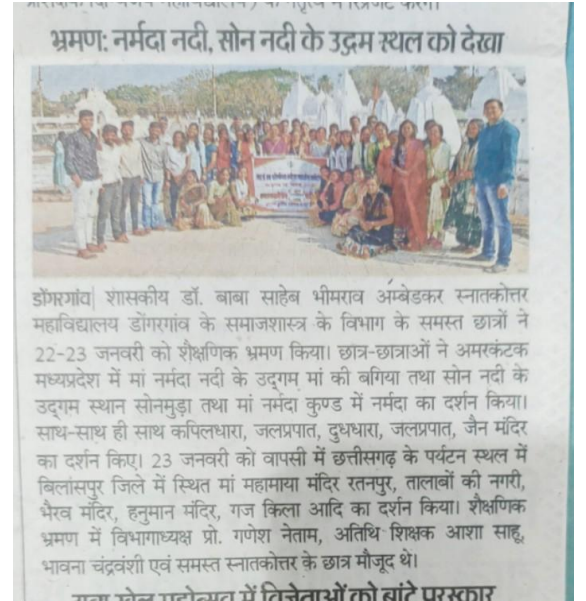 भ्रमण: नर्मदा नदी, सोन नदी के उद्गम स्थल को देखा
डोंगरगांव| शासकीय डॉ. बाबा साहेब भीमराव अम्बेडकर स्नातकोत्तर
महाविद्यालय डोंगरगांव के समाजशास्त्र के विभाग के समस्त छात्रों ने
22-23 जनवरी को शैक्षणिक भ्रमण किया। छात्र-छात्राओं ने अमरकंटक
मध्यप्रदेश में मां नर्मदा नदी के उद्गम मां की बगिया तथा सोन नदी के
उद्गम स्थान सोनमुड़ा तथा मां नर्मदा कुण्ड में नर्मदा का दर्शन किया।
साथ-साथ ही साथ कपिलधारा, जलप्रपात, दुधधारा, जलप्रपात, जैन मंदिर
का दर्शन किए। 23 जनवरी को वापसी में छत्तीसगढ़ के पर्यटन स्थल में
बिलासपुर जिले में स्थित मां महामाया मंदिर रतनपुर, तालाबों की नगरी,
भैरव मंदिर, हनुमान मंदिर, गज किला आदि का दर्शन किया। शैक्षणिक
भ्रमण में विभागाध्यक्ष प्रो. गणेश नेताम, अतिथि शिक्षक आशा साहू,
भावना चंद्रवंशी एवं समस्त स्नातकोत्तर के छात्र मौजूद थे।
महोत्सव में विजेताओं को बांटे पुरस्कार